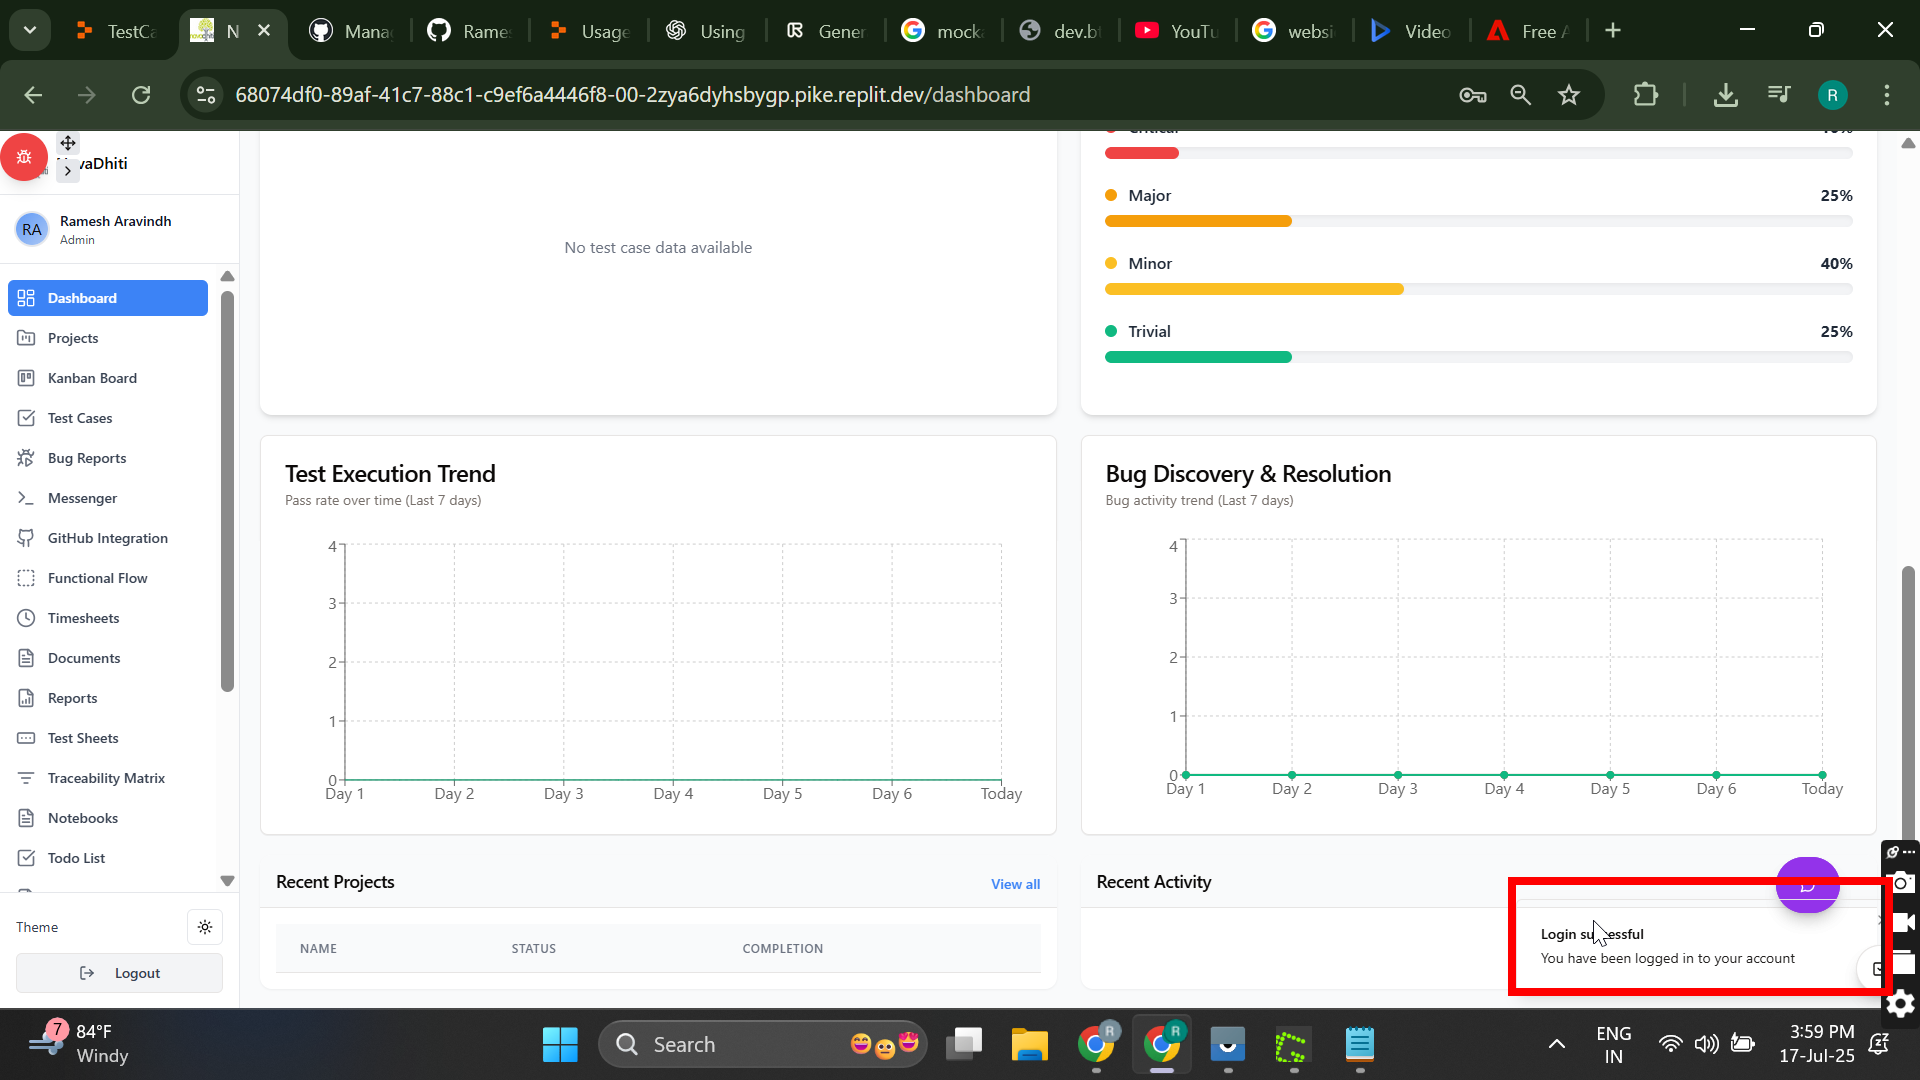 TestCa
N
Mana
Rame
Usage
Using
Gener
mock
dev.bt
YouTu
websi
Video
Free A
68074df0-89af-41c7-88c1-c9ef6a4446f8-00-2zya6dyhsbygp.pike.replit.dev/dashboard
R
vaDhiti
RA
Ramesh Aravindh
Admin
Dashboard
Projects
Kanban Board
Test Cases
Bug Reports
Messenger
GitHub Integration
Functional Flow
Timesheets
Documents
Reports
Test Sheets
Traceability Matrix
Notebooks
Todo List
Theme
Logout
No test case data available
Critical
Major 25%
Minor 40%
Trivial 25%
Test Execution Trend
Pass rate over time (Last 7 days)
4
3
2
1
0
Day 1 Day 2 Day 3 Day 4 Day 5 Day 6 Today
Bug Discovery & Resolution
Bug activity trend (Last 7 days)
4
3
2
1
0
Day 1 Day 2 Day 3 Day 4 Day 5 Day 6 Today
Recent Projects
View all
NAME STATUS COMPLETION
Recent Activity
Login successful
You have been logged in to your account
7
84°F
Windy
Search
R
R
ENG
IN
3:59 PM
17-Jul-25